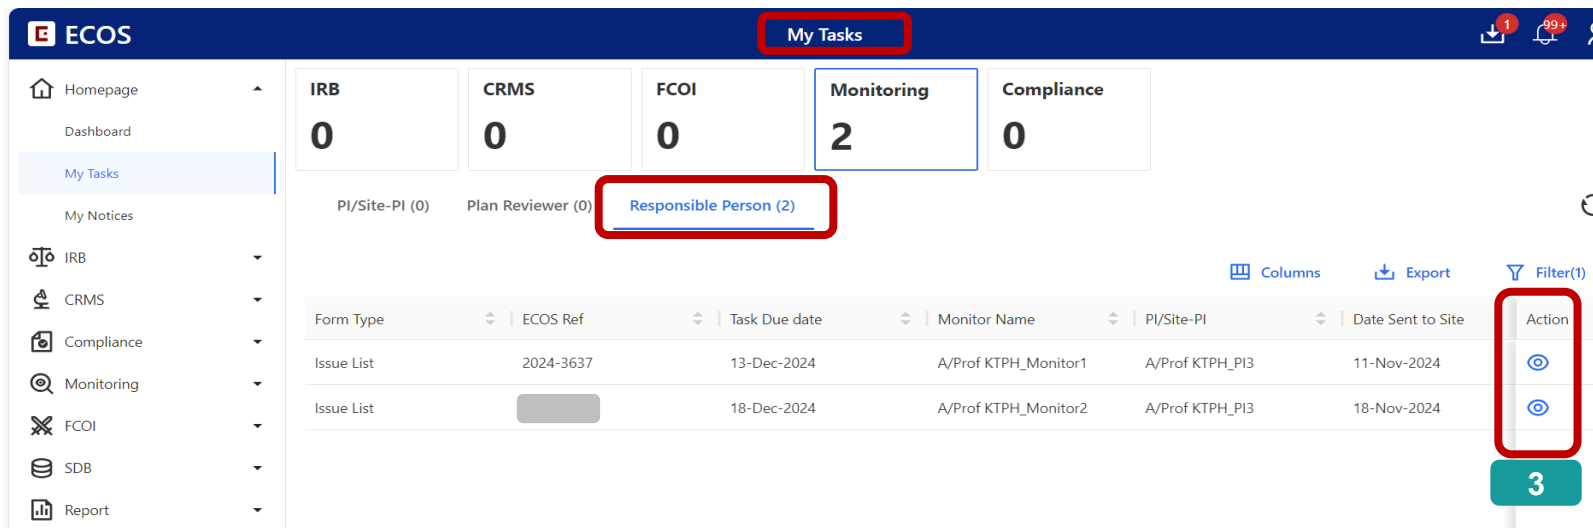 E ECOS
My Tasks
1
99+
Homepage
Dashboard
My Tasks
My Notices
IRB
CRMS
Compliance
Monitoring
FCOI
SDB
Report
IRB
0
CRMS
0
FCOI
0
Monitoring
2
Compliance
0
PI/Site-PI (0) Plan Reviewer (0) Responsible Person (2)
Columns Export Filter(1)
Form Type ECOS Ref Task Due date Monitor Name PI/Site-PI Date Sent to Site Action
Issue List 2024-3637 13-Dec-2024 A/Prof KTPH_Monitor1 A/Prof KTPH_PI3 11-Nov-2024
Issue List 18-Dec-2024 A/Prof KTPH_Monitor2 A/Prof KTPH_PI3 18-Nov-2024
3